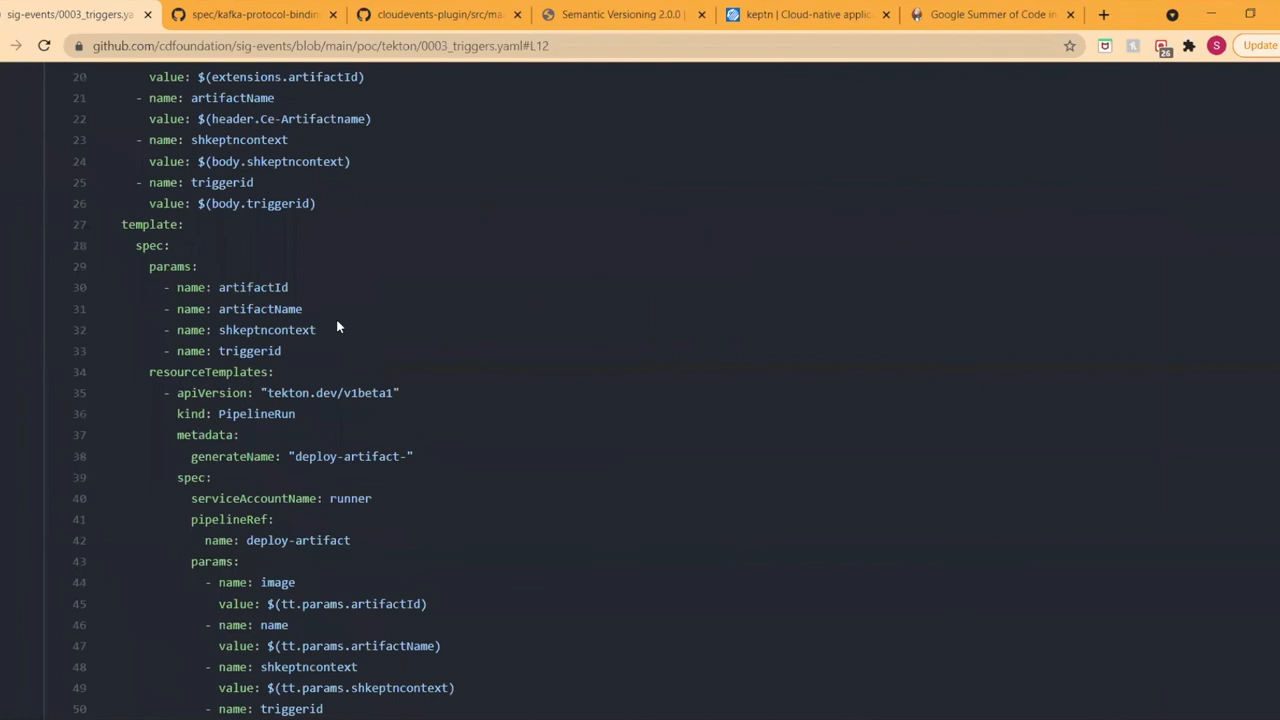 sig-events/0003_triggers.ya
spec/kafka-protocol-bindin
cloudevents-plugin/src/ma
Semantic Versioning 2.0.0
keptn | Cloud-native applic
Google Summer of Code in
github.com/cdfoundation/sig-events/blob/main/poc/tekton/0003_triggers.yaml#L12
26
S
Update
20 value: $(extensions.artifactId)
21 - name: artifactName
22 value: $(header.Ce-Artifactname)
23 - name: shkeptncontext
24 value: $(body.shkeptncontext)
25 - name: triggerid
26 value: $(body.triggerid)
27 template:
28 spec:
29 params:
30 - name: artifactId
31 - name: artifactName
32 - name: shkeptncontext
33 - name: triggerid
34 resourceTemplates:
35 - apiVersion: "tekton.dev/v1beta1"
36 kind: PipelineRun
37 metadata:
38 generateName: "deploy-artifact-"
39 spec:
40 serviceAccountName: runner
41 pipelineRef:
42 name: deploy-artifact
43 params:
44 - name: image
45 value: $(tt.params.artifactId)
46 - name: name
47 value: $(tt.params.artifactName)
48 - name: shkeptncontext
49 value: $(tt.params.shkeptncontext)
50 - name: triggerid